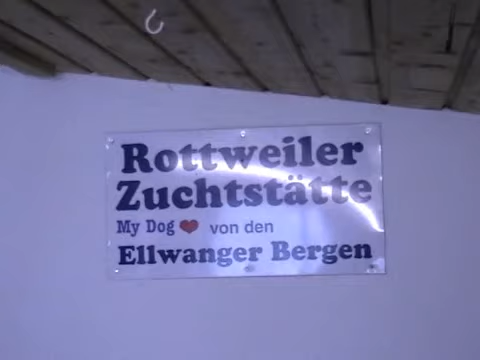 Rottweiler
Zuchtstätte
My Dog ❤ von den
Ellwanger Bergen